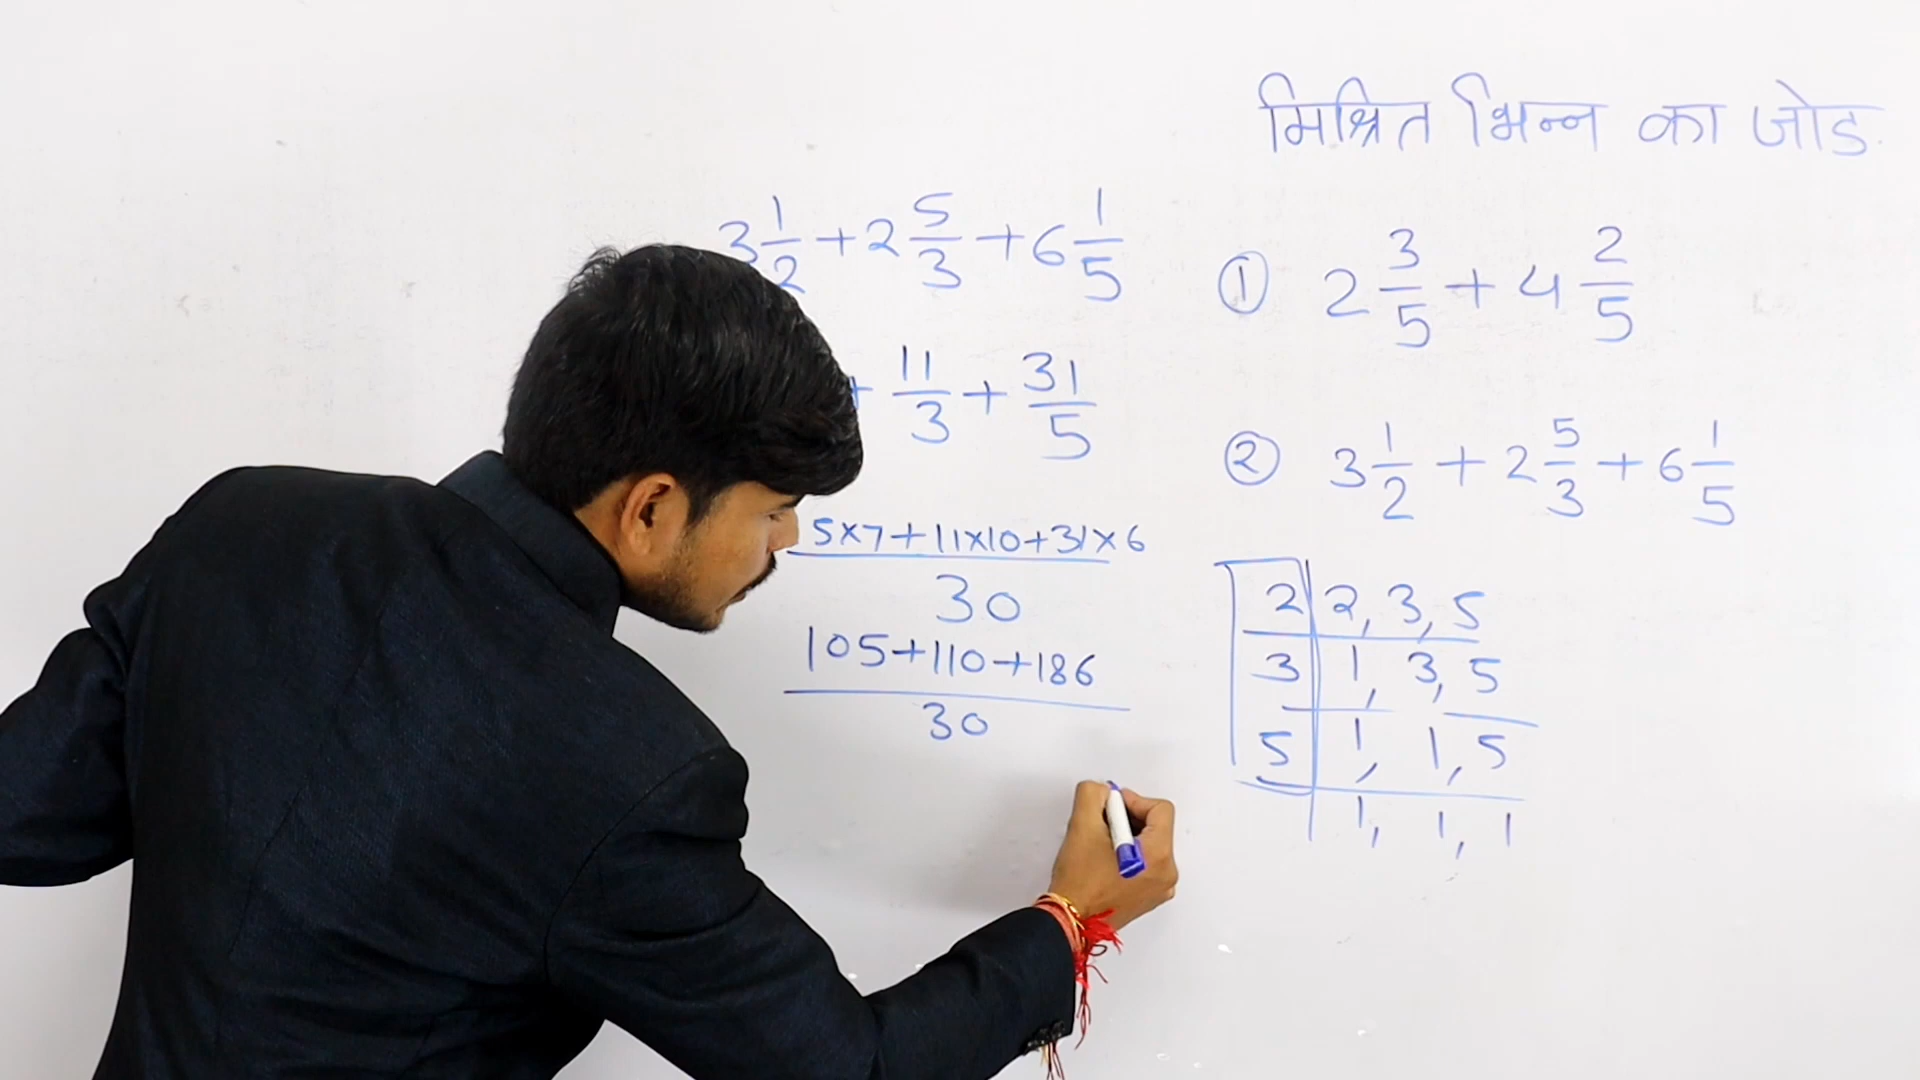 मिश्रित भिन्न का जोड
3 1/2 + 2 5/3 + 6 1/5
+ 11/3 + 31/5
5×7+11×10+31×6
30
105+110+186
30
① 2 3/5 + 4 2/5
② 3 1/2 + 2 5/3 + 6 1/5
2 | 2, 3, 5
3 | 1, 3, 5
5 | 1, 1, 5
1, 1, 1